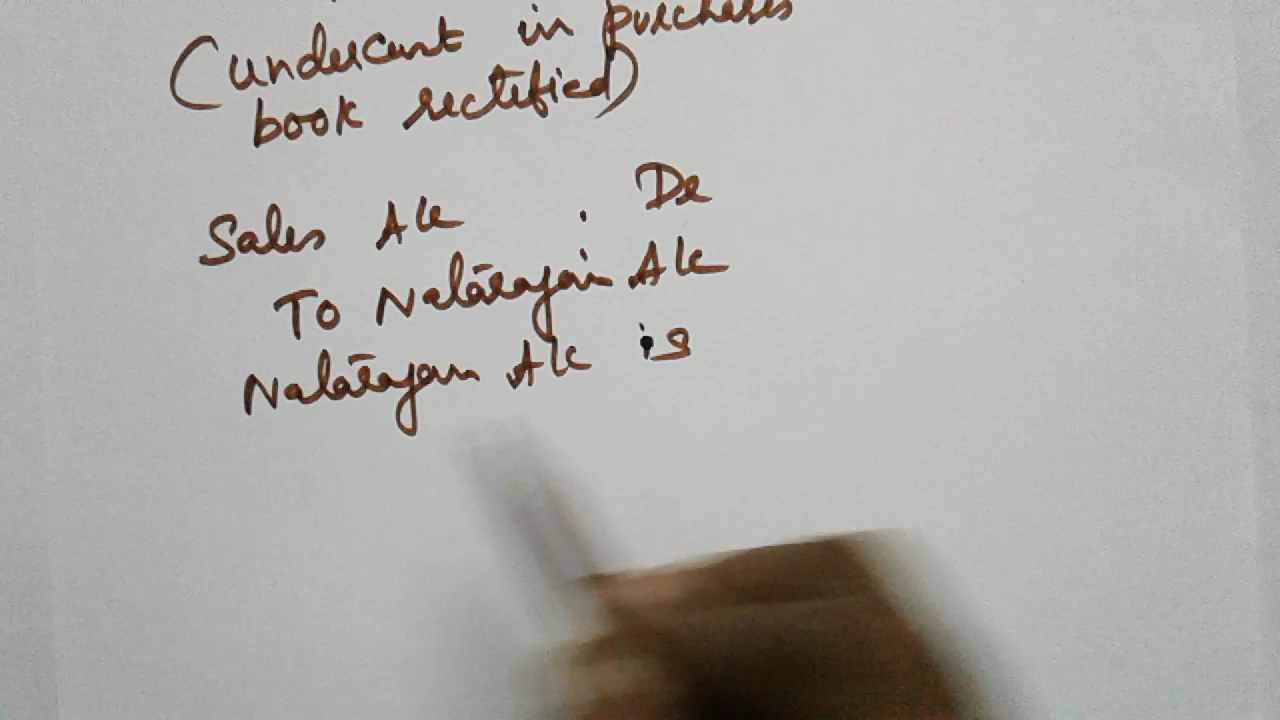 (undercast in purchases
book rectified)
Sales A/c Dr
To Natarajan A/c
Natarajan A/c is